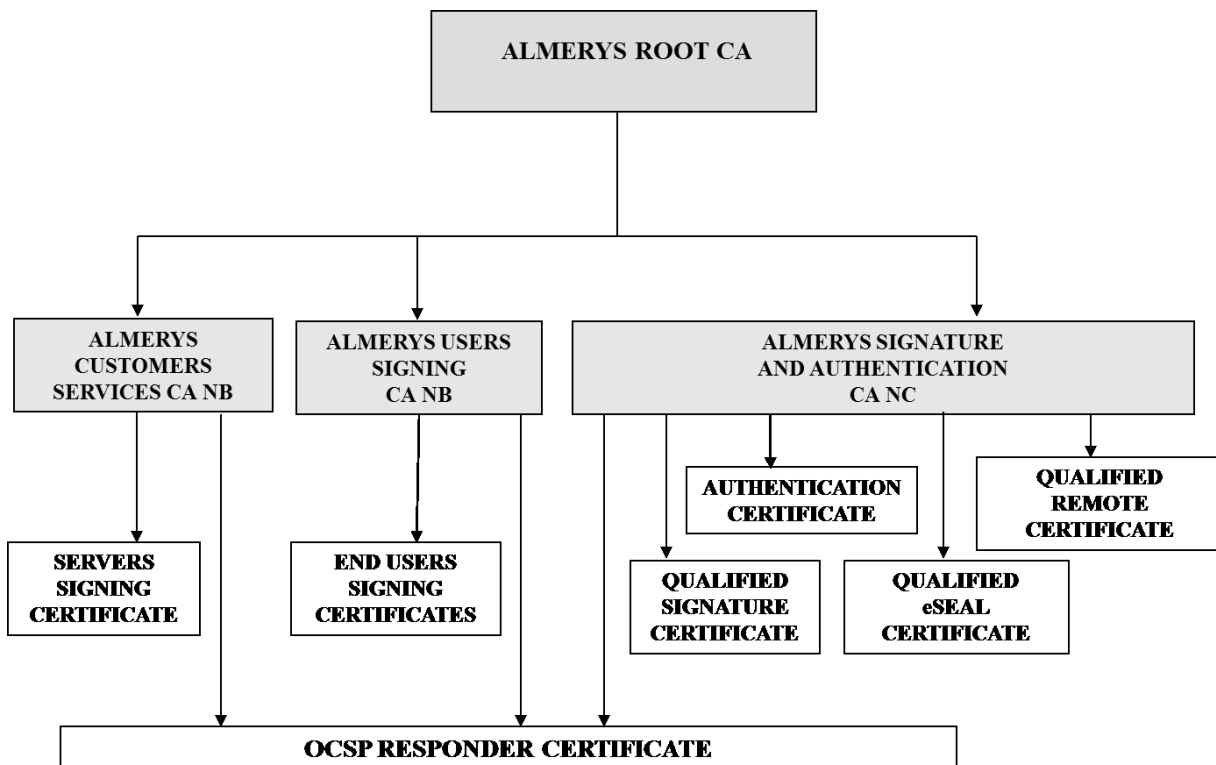 ALMERYS ROOT CA
ALMERYS
CUSTOMERS
SERVICES CA NB
ALMERYS USERS
SIGNING
CA NB
ALMERYS SIGNATURE
AND AUTHENTICATION
CA NC
AUTHENTICATION
CERTIFICATE
QUALIFIED
REMOTE
CERTIFICATE
SERVERS
SIGNING
CERTIFICATE
END USERS
SIGNING
CERTIFICATES
QUALIFIED
SIGNATURE
CERTIFICATE
QUALIFIED
eSEAL
CERTIFICATE
OCSP RESPONDER CERTIFICATE